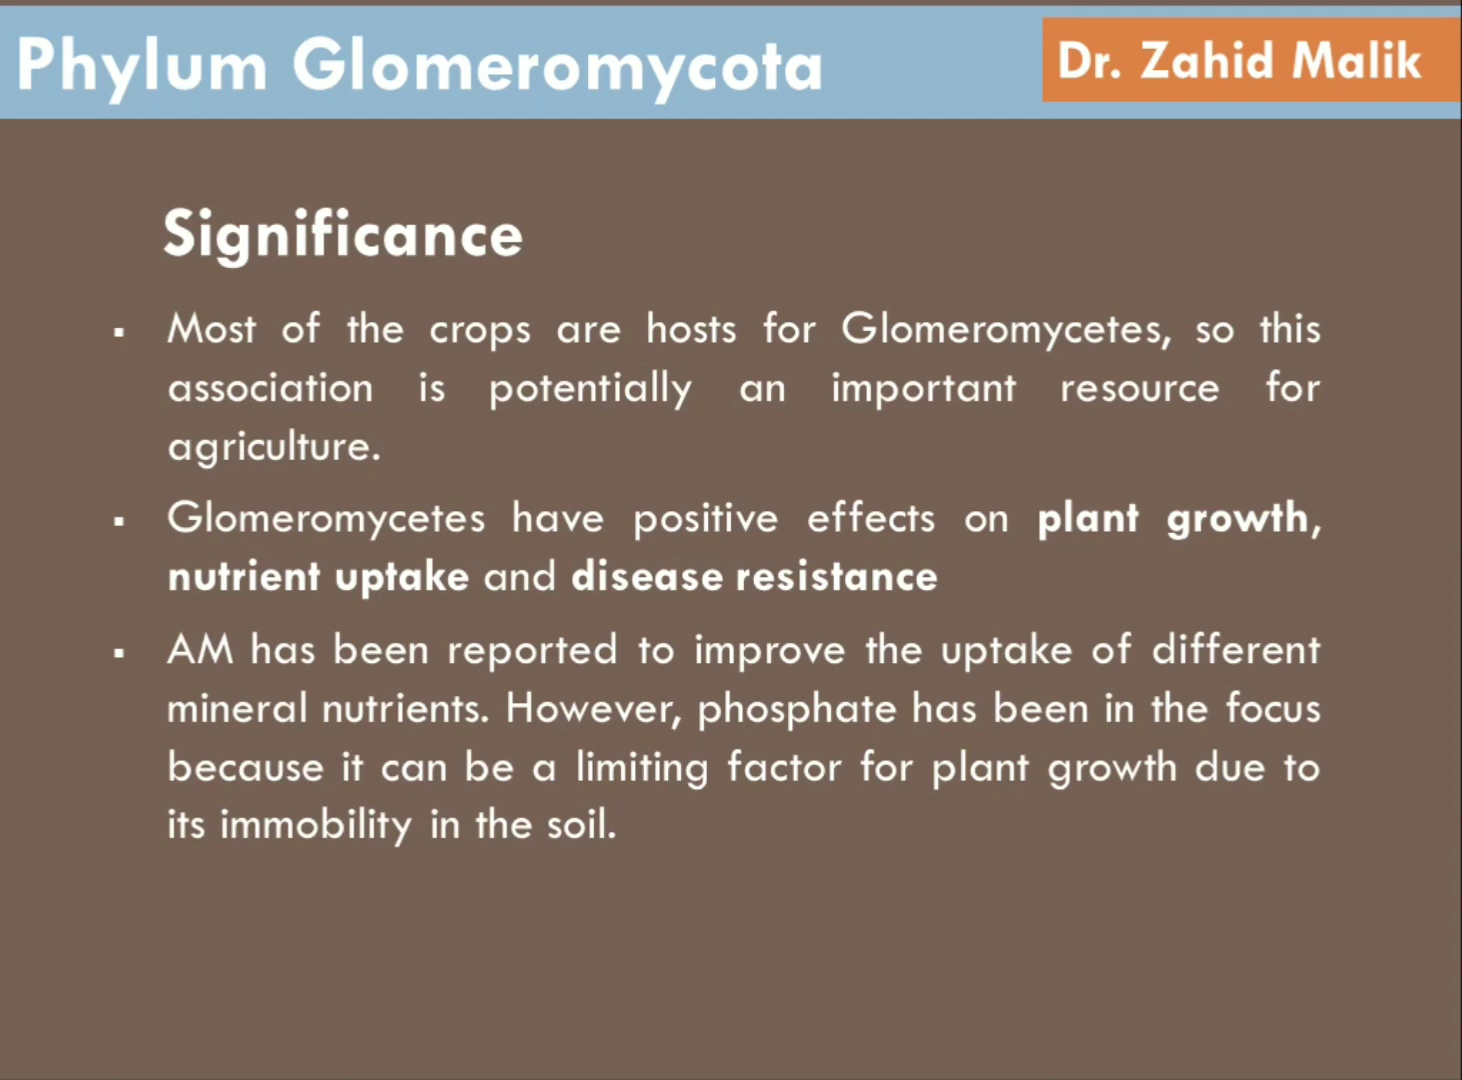 Phylum Glomeromycota
Dr. Zahid Malik
Significance
▪ Most of the crops are hosts for Glomeromycetes, so this
association is potentially an important resource for
agriculture.
▪ Glomeromycetes have positive effects on plant growth,
nutrient uptake and disease resistance
▪ AM has been reported to improve the uptake of different
mineral nutrients. However, phosphate has been in the focus
because it can be a limiting factor for plant growth due to
its immobility in the soil.